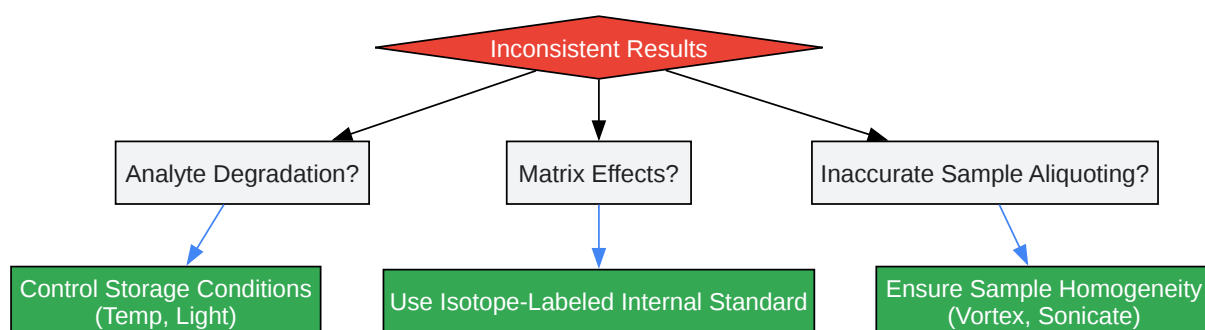 Inconsistent Results
Analyte Degradation?
Matrix Effects?
Inaccurate Sample Aliquoting?
Control Storage Conditions
(Temp, Light)
Use Isotope-Labeled Internal Standard
Ensure Sample Homogeneity
(Vortex, Sonicate)